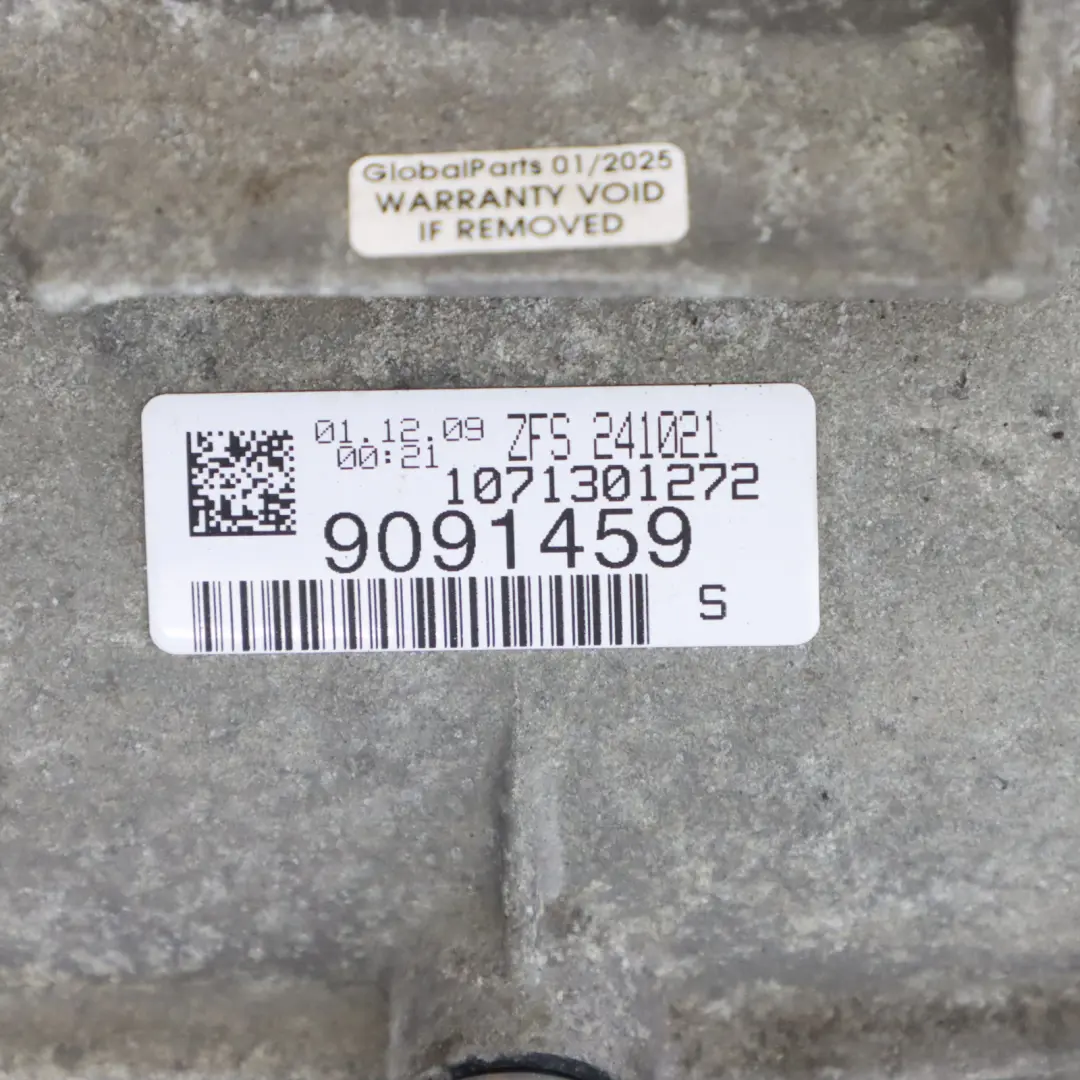 GlobalParts 01/2025
WARRANTY VOID
IF REMOVED
01.12.09 ZFS 241021
00:21
1071301272
9091459
S